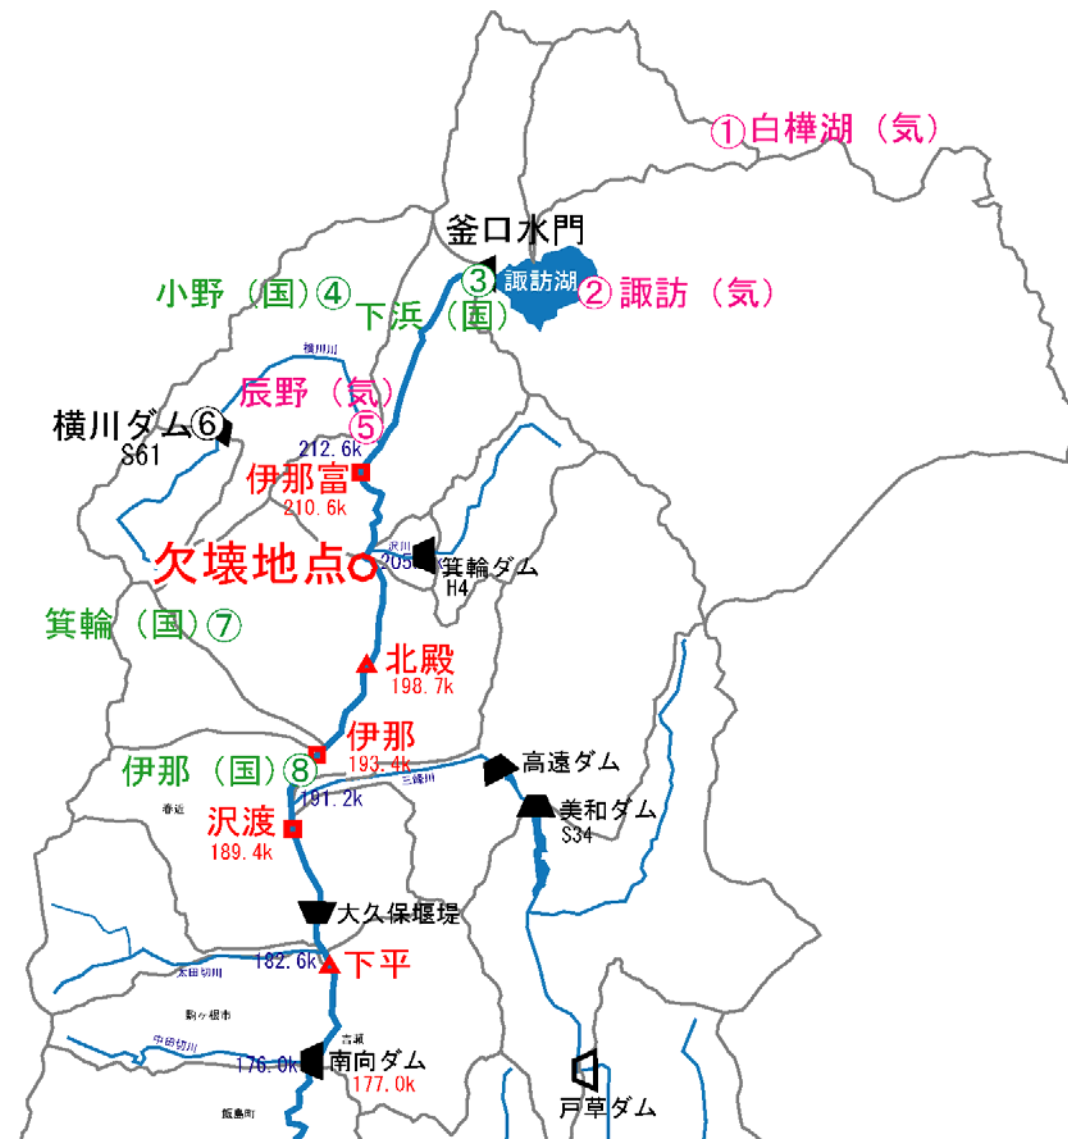 ①白樺湖（気）
釜口水門
③
諏訪湖
②諏訪（気）
小野（国）④
下浜（国）
横川川
辰野（気）
⑤
横川ダム⑥
S61
212.6k
伊那富
210.6k
沢川
欠壊地点
箕輪ダム
H4
箕輪（国）⑦
北殿
198.7k
伊那
193.4k
伊那（国）⑧
三峰川
高遠ダム
191.2k
春近
沢渡
189.4k
美和ダム
S34
大久保堰堤
182.6k
下平
太田切川
駒ヶ根市
吉瀬
中田切川
176.0k
南向ダム
177.0k
戸草ダム
飯島町